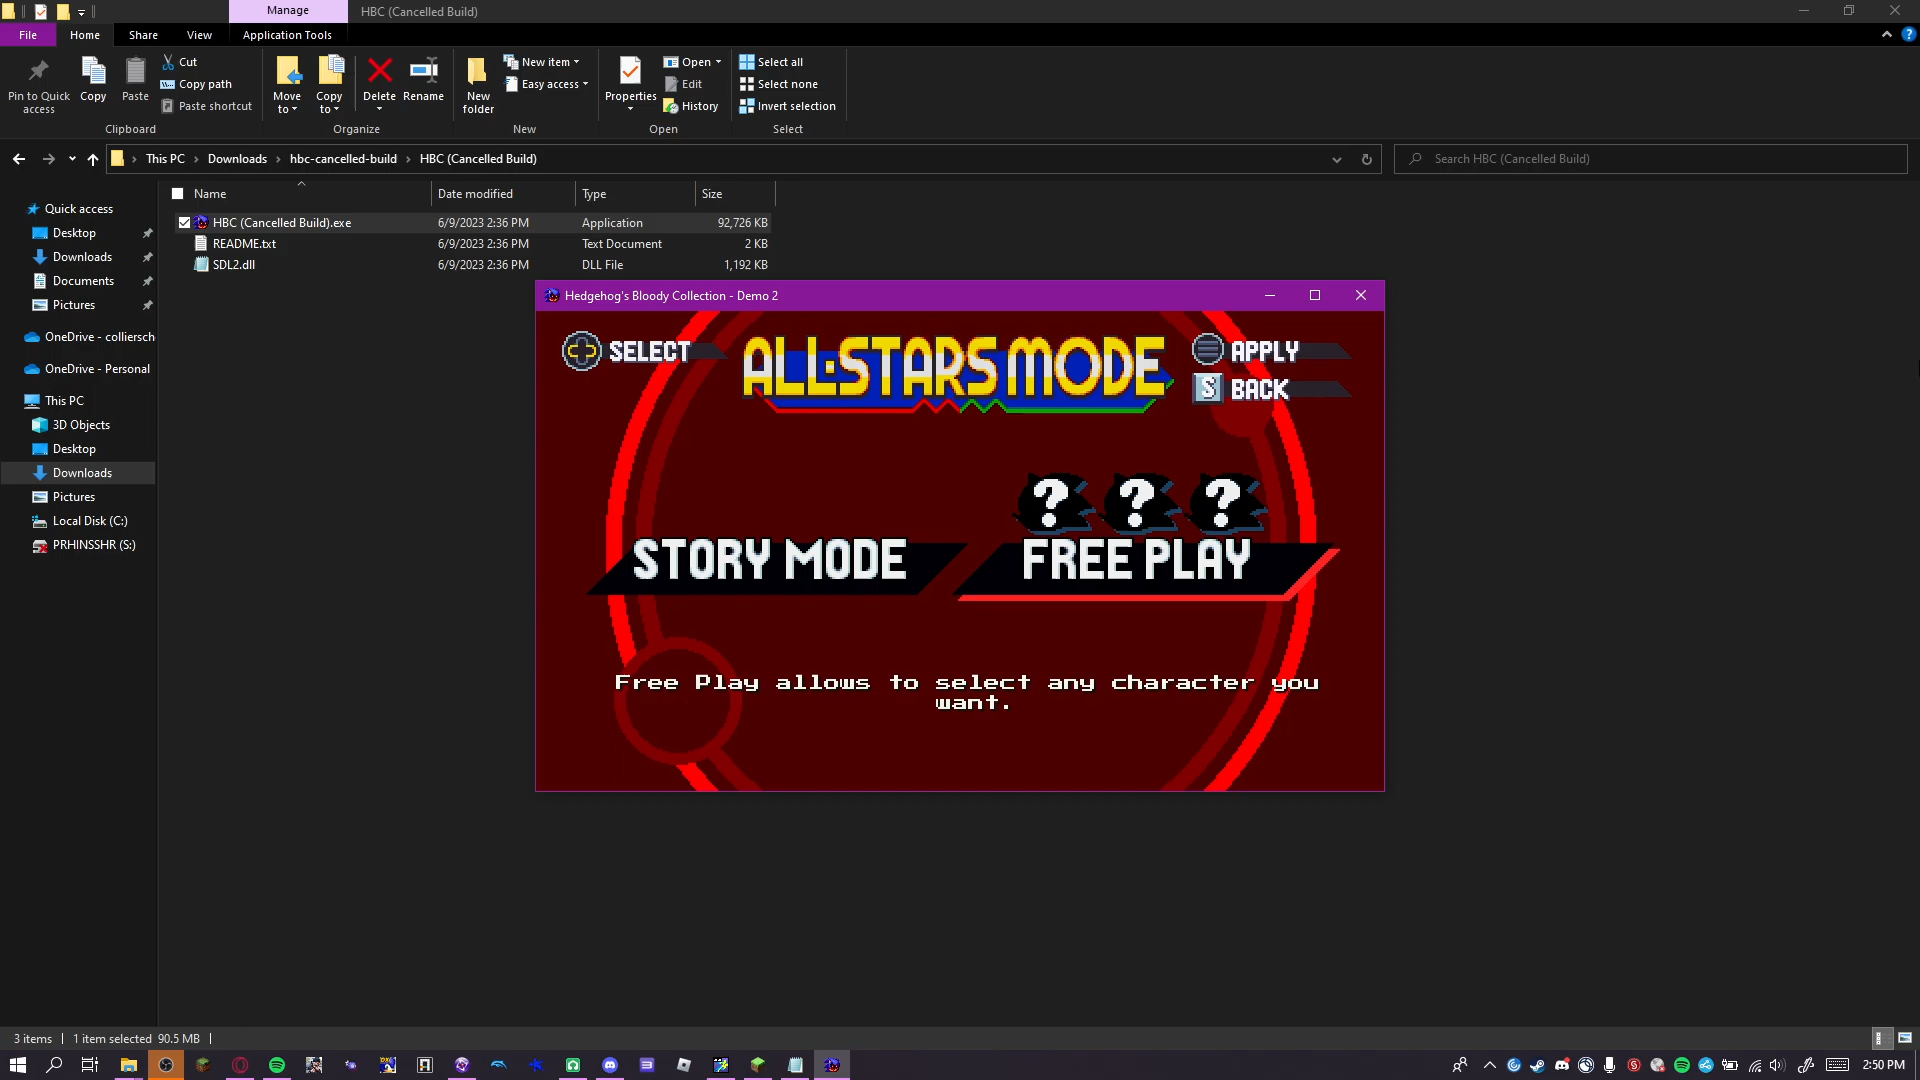 Manage
HBC (Cancelled Build)
File
Home
Share
View
Application Tools
Pin to Quick access
Copy
Paste
Cut
Copy path
Paste shortcut
Clipboard
Move to
Copy to
Delete
Rename
Organize
New folder
New item
Easy access
New
Properties
Open
Edit
History
Open
Select all
Select none
Invert selection
Select
This PC
Downloads
hbc-cancelled-build
HBC (Cancelled Build)
Search HBC (Cancelled Build)
Name
Date modified
Type
Size
HBC (Cancelled Build).exe
6/9/2023 2:36 PM
Application
92,726 KB
README.txt
6/9/2023 2:36 PM
Text Document
2 KB
SDL2.dll
6/9/2023 2:36 PM
DLL File
1,192 KB
Quick access
Desktop
Downloads
Documents
Pictures
OneDrive - colliersch
OneDrive - Personal
This PC
3D Objects
Desktop
Downloads
Pictures
Local Disk (C:)
PRHINSSHR (S:)
Hedgehog's Bloody Collection - Demo 2
SELECT
ALL-STARS MODE
APPLY
S BACK
? ? ?
STORY MODE
FREE PLAY
Free Play allows to select any character you
want.
3 items
1 item selected 90.5 MB
2:50 PM